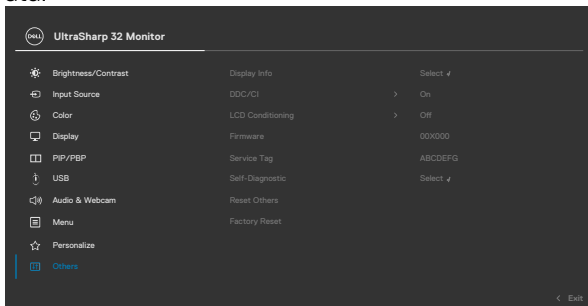 DELL UltraSharp 32 Monitor
Brightness/Contrast Display Info Select
Input Source DDC/CI > On
Color LCD Conditioning > Off
Display Firmware 00X000
PIP/PBP Service Tag ABCDEFG
USB Self-Diagnostic Select
Audio & Webcam Reset Others
Menu Factory Reset
Personalize
Others
< Exit